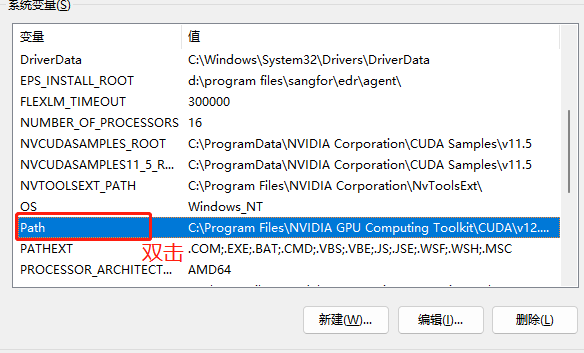 系统变量(S)
变量 值
DriverData C:\Windows\System32\Drivers\DriverData
EPS_INSTALL_ROOT d:\program files\sangfor\edr\agent\
FLEXLM_TIMEOUT 300000
NUMBER_OF_PROCESSORS 16
NVCUDASAMPLES_ROOT C:\ProgramData\NVIDIA Corporation\CUDA Samples\v11.5
NVCUDASAMPLES11_5_R... C:\ProgramData\NVIDIA Corporation\CUDA Samples\v11.5
NVTOOLSEXT_PATH C:\Program Files\NVIDIA Corporation\NvToolsExt\
OS Windows_NT
Path C:\Program Files\NVIDIA GPU Computing Toolkit\CUDA\v12....
PATHEXT .COM;.EXE;.BAT;.CMD;.VBS;.VBE;.JS;.JSE;.WSF;.WSH;.MSC
双击
PROCESSOR_ARCHITECT... AMD64
新建(W)... 编辑(I)... 删除(L)